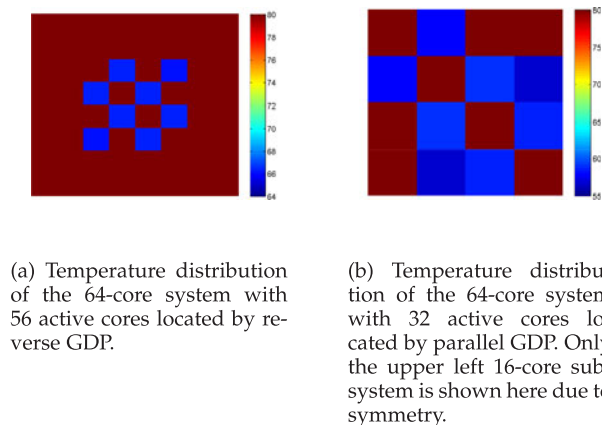 80
78
76
74
72
70
68
66
64
80
75
70
65
60
55
(a) Temperature distribution
of the 64-core system with
56 active cores located by re-
verse GDP.
(b) Temperature distribu
tion of the 64-core system
with 32 active cores lo
cated by parallel GDP. Only
the upper left 16-core sub
system is shown here due to
symmetry.